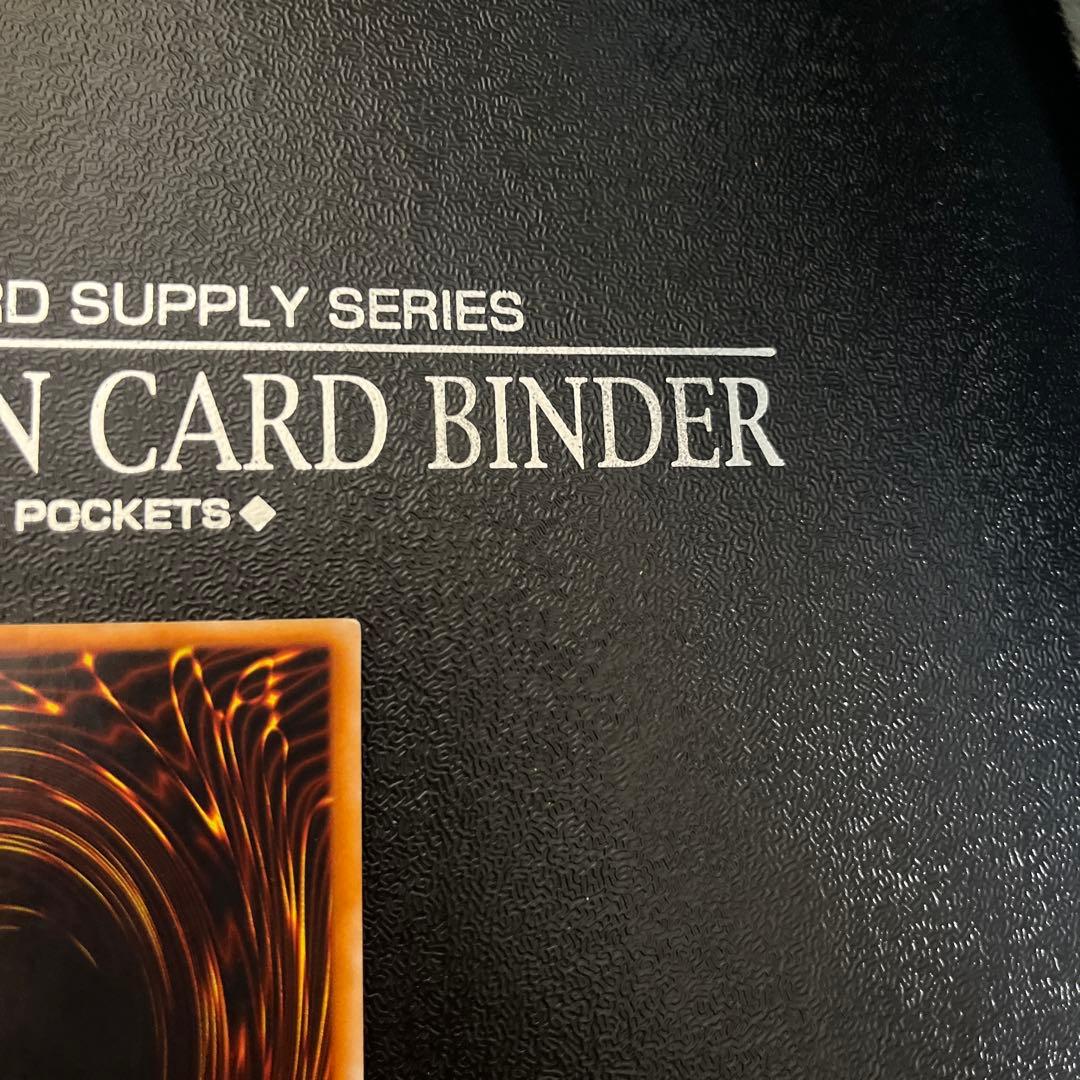 RD SUPPLY SERIES
N CARD BINDER
POCKETS◆